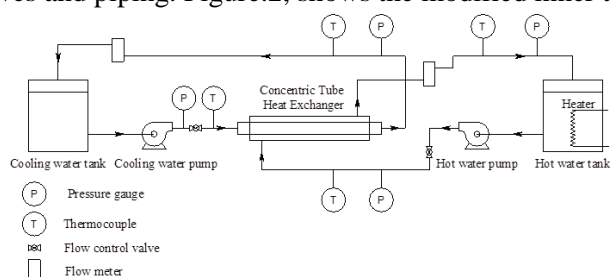 ves and piping. Figure.2, shows the modified inner t
T
P
T
P
Concentric Tube
Heat Exchanger
P
T
Heater
Cooling water tank
Cooling water pump
Hot water pump
Hot water tank
T
P
P
Pressure gauge
T
Thermocouple
Flow control valve
Flow meter